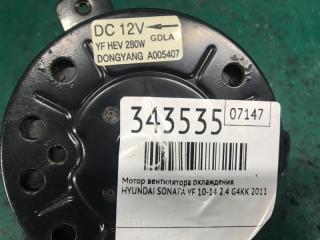 DC 12V GDLA
YF HEV 280W
DONGYANG A005407
343535
07147
Мотор вентилятора охлаждения
HYUNDAI SONATA YF 10-14 2.4 G4KK 2011